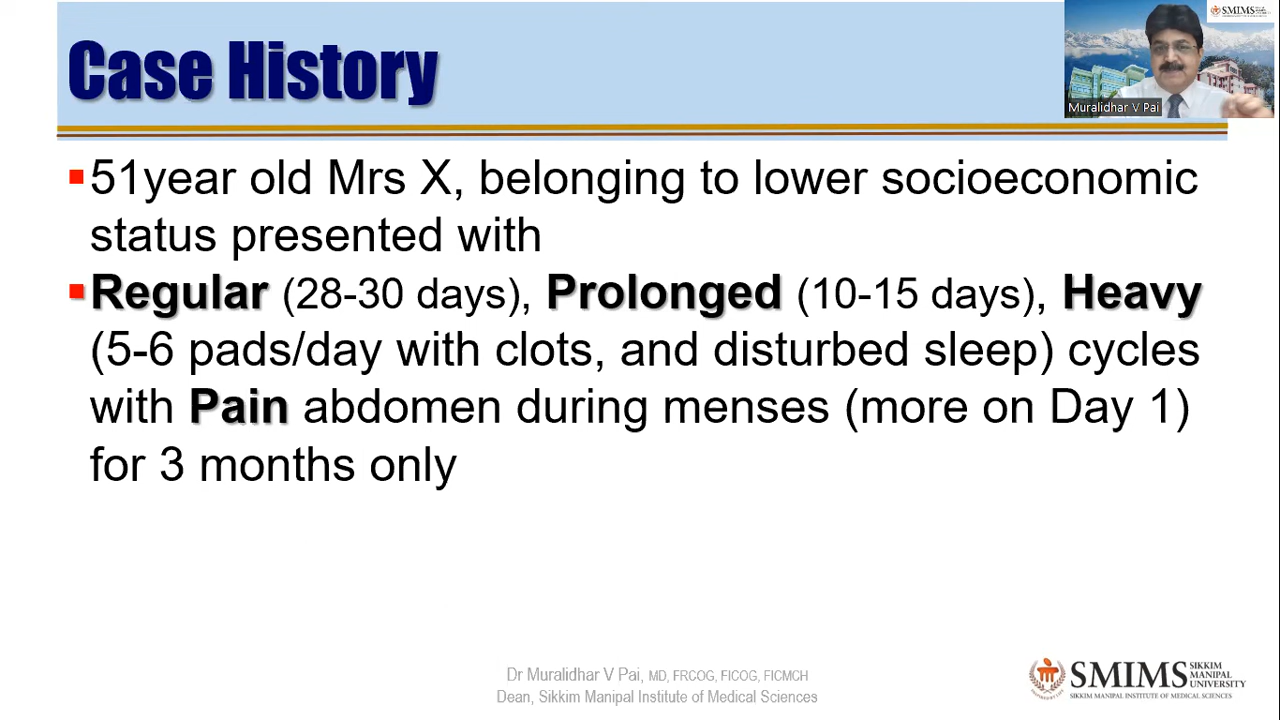 Case History
SMIMS
Muralidhar V Pai
▪51year old Mrs X, belonging to lower socioeconomic
status presented with
▪Regular (28-30 days), Prolonged (10-15 days), Heavy
(5-6 pads/day with clots, and disturbed sleep) cycles
with Pain abdomen during menses (more on Day 1)
for 3 months only
Dr Muralidhar V Pai, MD, FRCOG, FICOG, FICMCH
Dean, Sikkim Manipal Institute of Medical Sciences
SMIMS SIKKIM MANIPAL UNIVERSITY
SIKKIM MANIPAL INSTITUTE OF MEDICAL SCIENCES